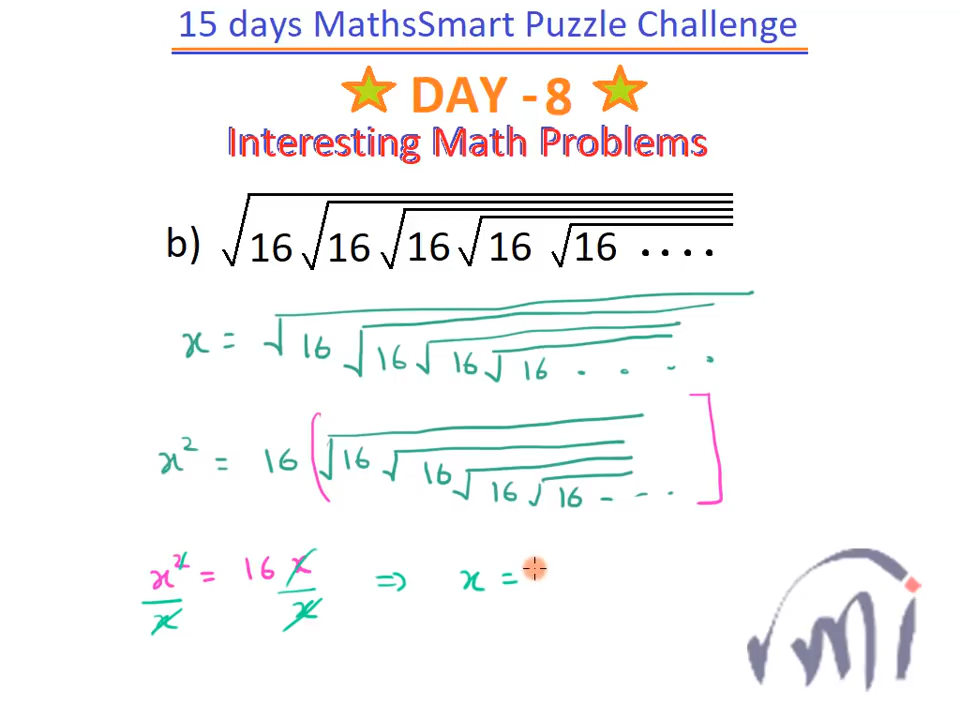 15 days MathsSmart Puzzle Challenge
DAY - 8
Interesting Math Problems
b) √16√16√16√16√16 ....
x = √16√16√16√16 . . . .
x² = 16 (√16√16√16√16 - - - ]
x²/x = 16 x/x ⇒ x =
√mi